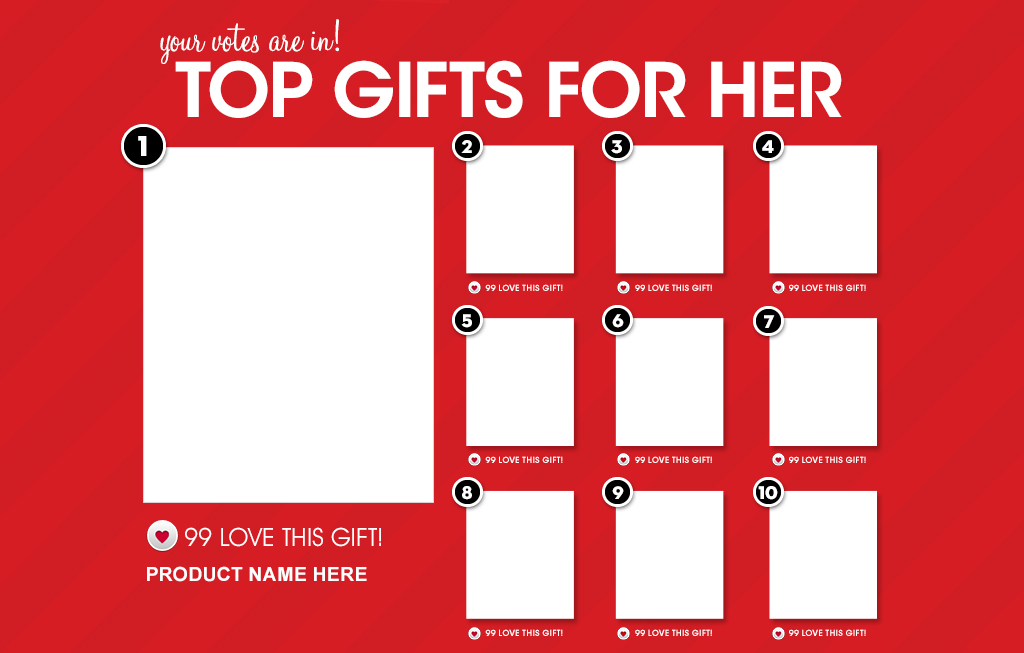 your votes are in!
TOP GIFTS FOR HER
1
99 LOVE THIS GIFT!
PRODUCT NAME HERE
2
99 LOVE THIS GIFT!
3
99 LOVE THIS GIFT!
4
99 LOVE THIS GIFT!
5
99 LOVE THIS GIFT!
6
99 LOVE THIS GIFT!
7
99 LOVE THIS GIFT!
8
99 LOVE THIS GIFT!
9
99 LOVE THIS GIFT!
10
99 LOVE THIS GIFT!